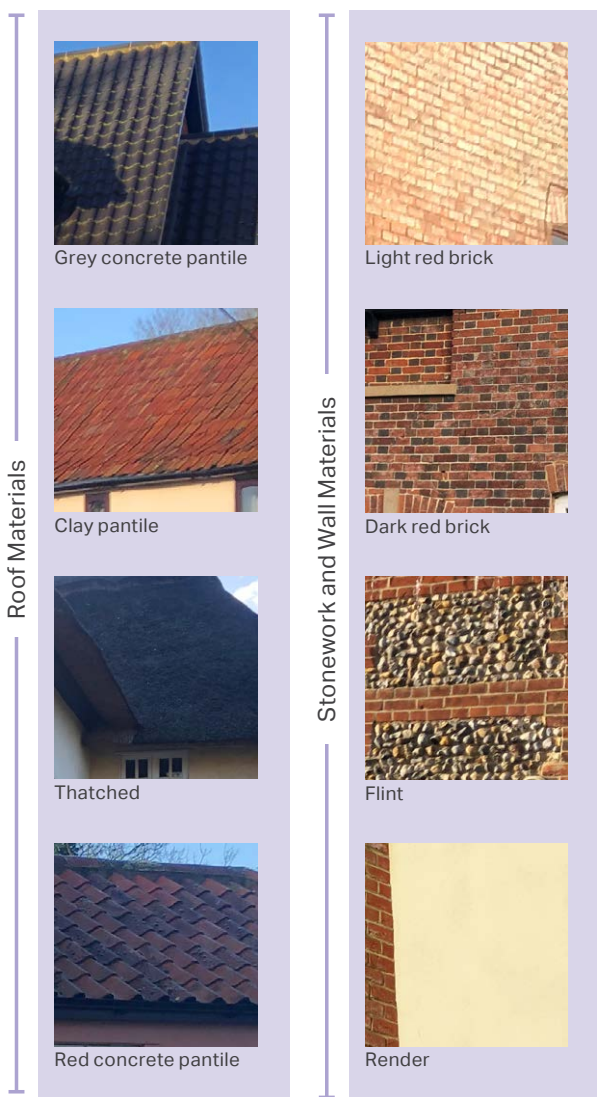 Roof Materials
Grey concrete pantile
Clay pantile
Thatched
Red concrete pantile
Stonework and Wall Materials
Light red brick
Dark red brick
Flint
Render